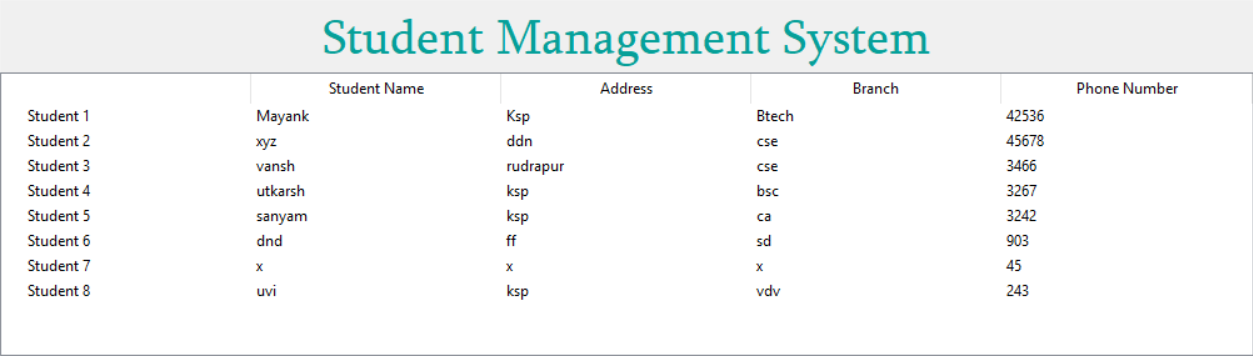 Student Management System
Student Name Address Branch Phone Number
Student 1 Mayank Ksp Btech 42536
Student 2 xyz ddn cse 45678
Student 3 vansh rudrapur cse 3466
Student 4 utkarsh ksp bsc 3267
Student 5 sanyam ksp ca 3242
Student 6 dnd ff sd 903
Student 7 x x x 45
Student 8 uvi ksp vdv 243